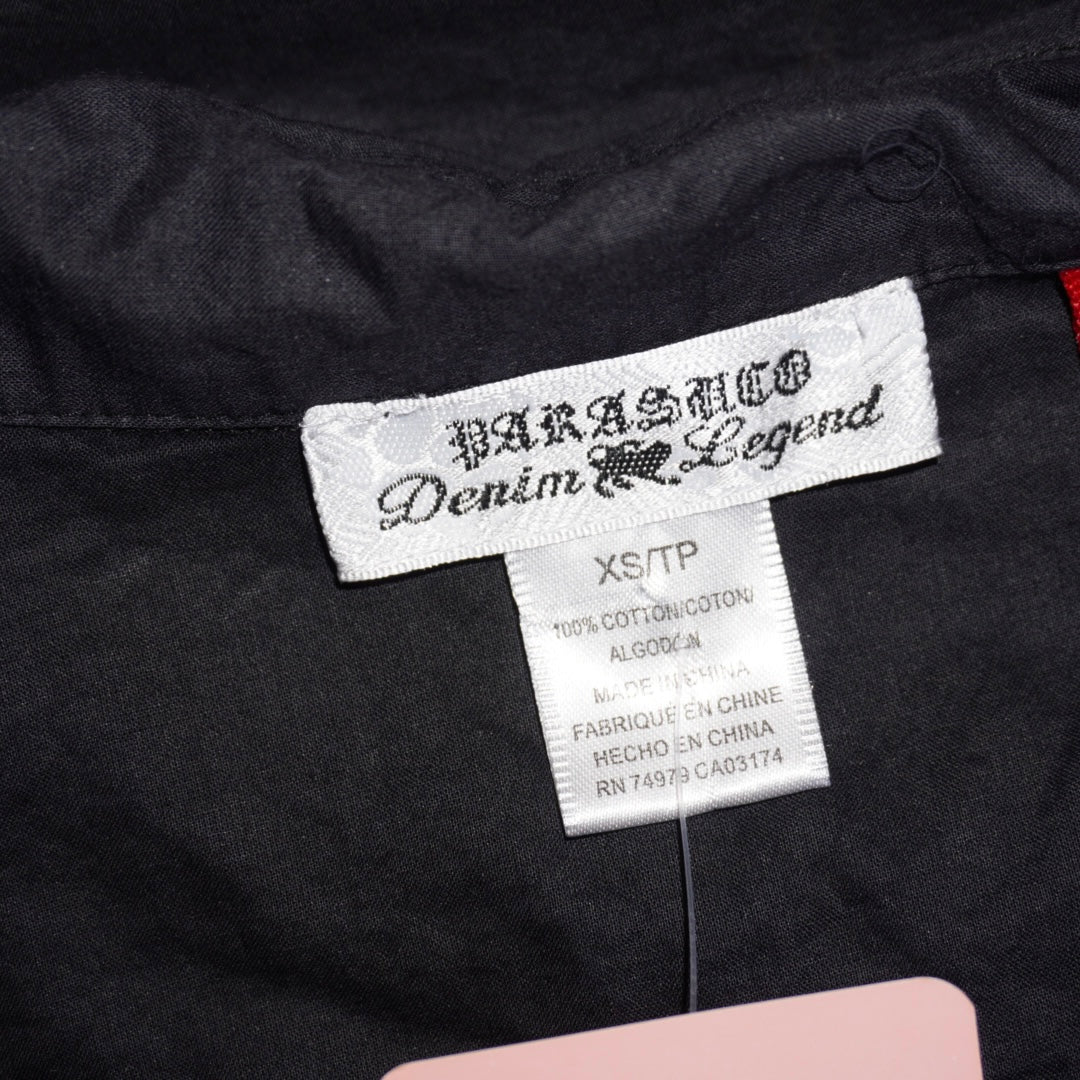 PARASUCO
Denim Legend
XS/TP
100% COTTON/COTON/
ALGODON
MADE IN CHINA
FABRIQUE EN CHINE
HECHO EN CHINA
RN 74979 CA03174